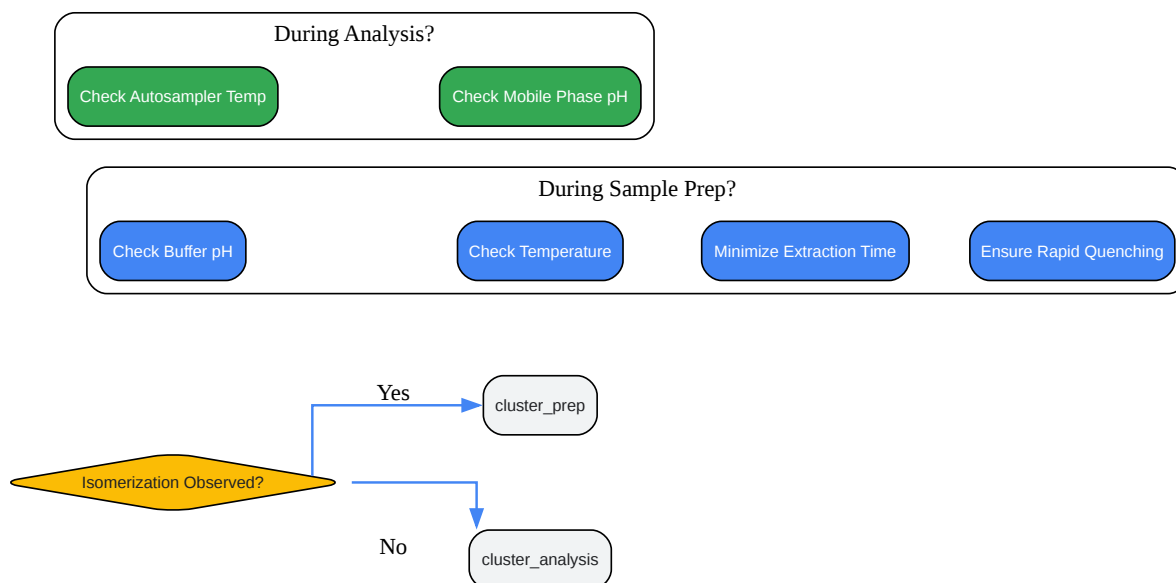 During Analysis?
Check Autosampler Temp
Check Mobile Phase pH
During Sample Prep?
Check Buffer pH
Check Temperature
Minimize Extraction Time
Ensure Rapid Quenching
Yes
cluster_prep
Isomerization Observed?
No
cluster_analysis